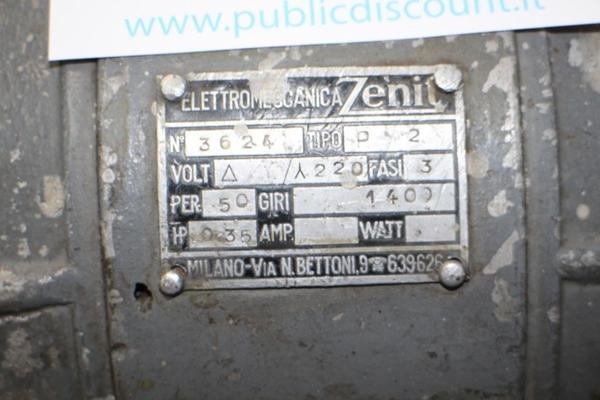 www.publicdiscount.it
ELETTROMECCANICA Zenit
N° 3624 TIPO P 2
VOLT Δ / ⅄ 220 FASI 3
PER. 50 GIRI 1400
HP 0.35 AMP. WATT
MILANO-VIA N. BETTONI, 9 ☎ 639626